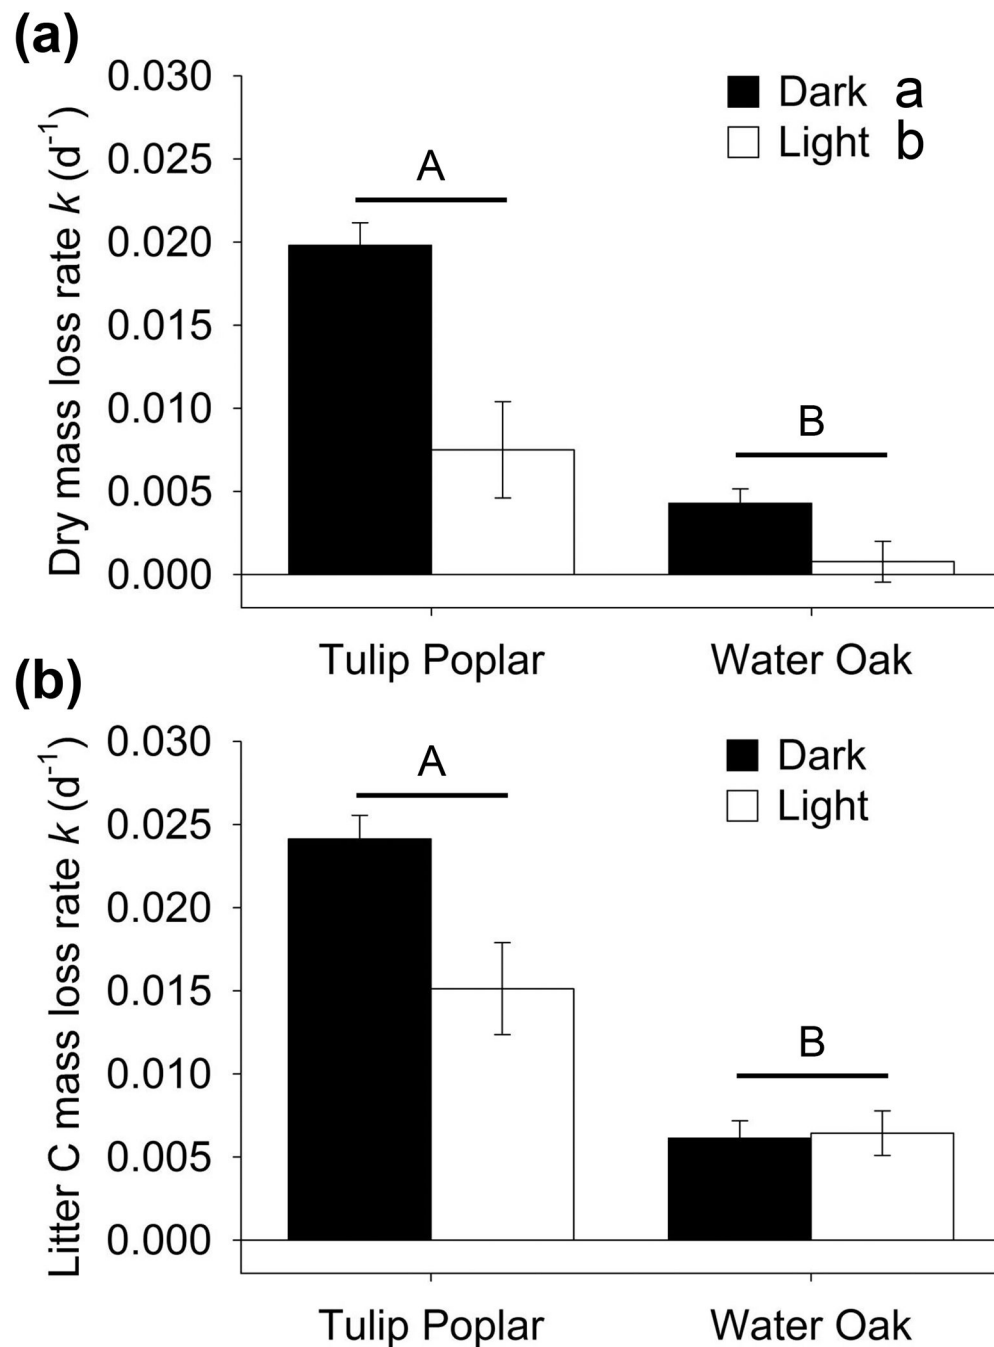 (a)
Dry mass loss rate k (d⁻¹)
0.030
0.025
0.020
0.015
0.010
0.005
0.000
Dark a
Light b
A
B
Tulip Poplar Water Oak
(b)
Litter C mass loss rate k (d⁻¹)
0.030
0.025
0.020
0.015
0.010
0.005
0.000
Dark
Light
A
B
Tulip Poplar Water Oak